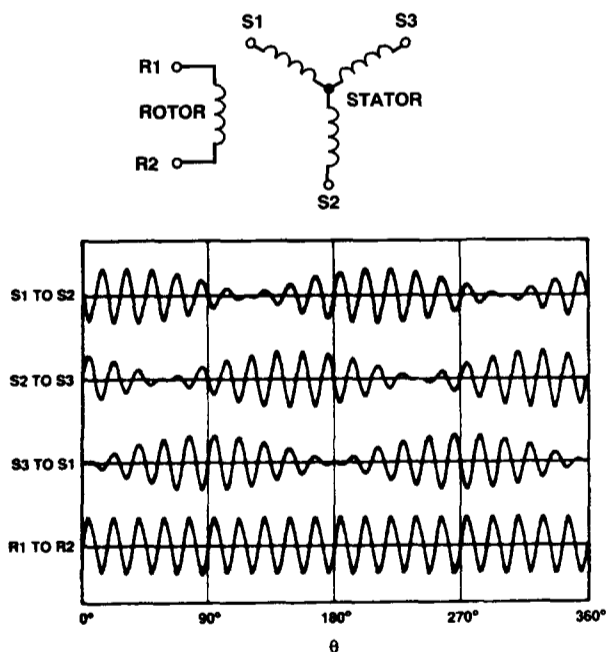 S1
S3
R1
ROTOR
STATOR
R2
S2
S1 TO S2
S2 TO S3
S3 TO S1
R1 TO R2
0° 90° 180° 270° 360°
θ